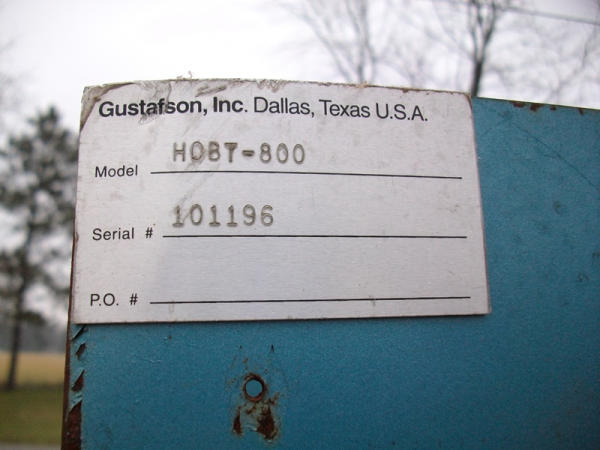 Gustafson, Inc. Dallas, Texas U.S.A.
Model HOBT-800
Serial # 101196
P.O. #